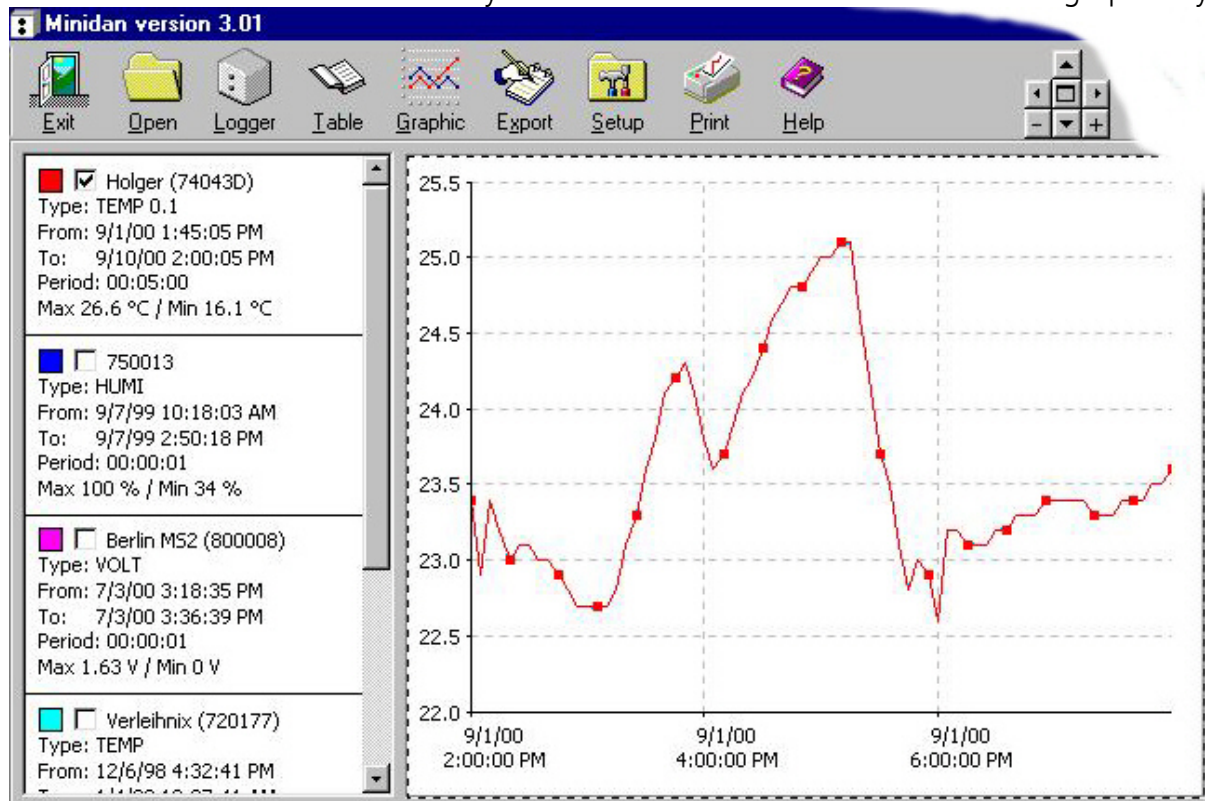 Minidan version 3.01
Exit Open Logger Table Graphic Export Setup Print Help
Holger (74043D)
Type: TEMP 0.1
From: 9/1/00 1:45:05 PM
To: 9/10/00 2:00:05 PM
Period: 00:05:00
Max 26.6 °C / Min 16.1 °C
750013
Type: HUMI
From: 9/7/99 10:18:03 AM
To: 9/7/99 2:50:18 PM
Period: 00:00:01
Max 100 % / Min 34 %
Berlin MS2 (800008)
Type: VOLT
From: 7/3/00 3:18:35 PM
To: 7/3/00 3:36:39 PM
Period: 00:00:01
Max 1.63 V / Min 0 V
Verleihnix (720177)
Type: TEMP
From: 12/6/98 4:32:41 PM
25.5
25.0
24.5
24.0
23.5
23.0
22.5
22.0
9/1/00 9/1/00 9/1/00
2:00:00 PM 4:00:00 PM 6:00:00 PM